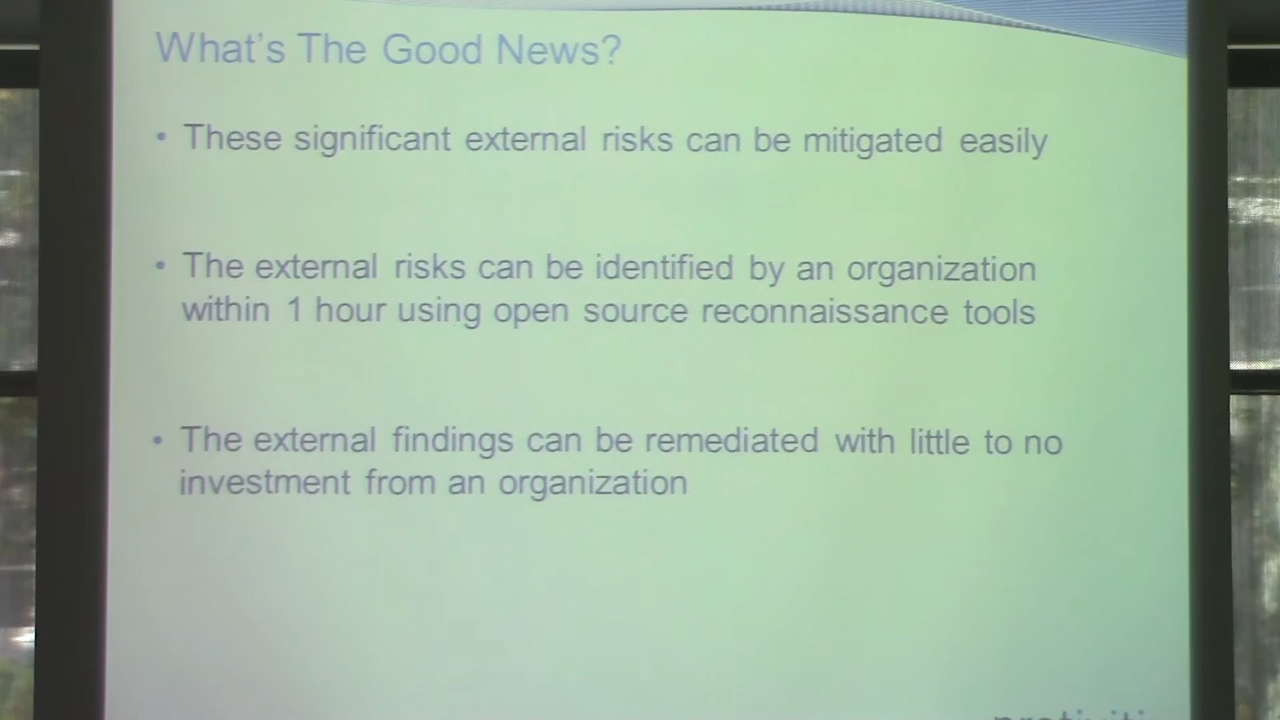 What's The Good News?
• These significant external risks can be mitigated easily
• The external risks can be identified by an organization
within 1 hour using open source reconnaissance tools
• The external findings can be remediated with little to no
investment from an organization